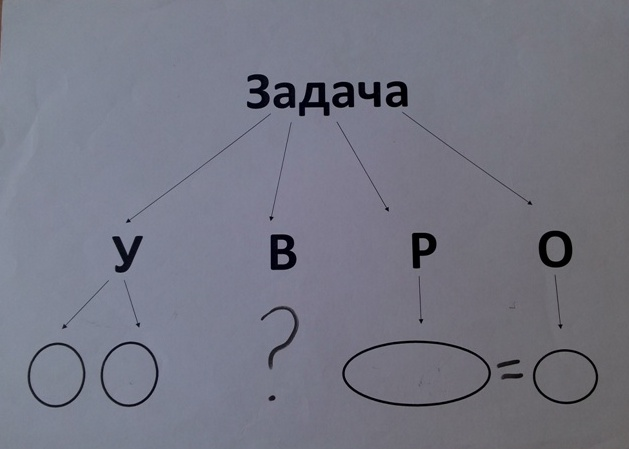 Задача
У В Р О
? =